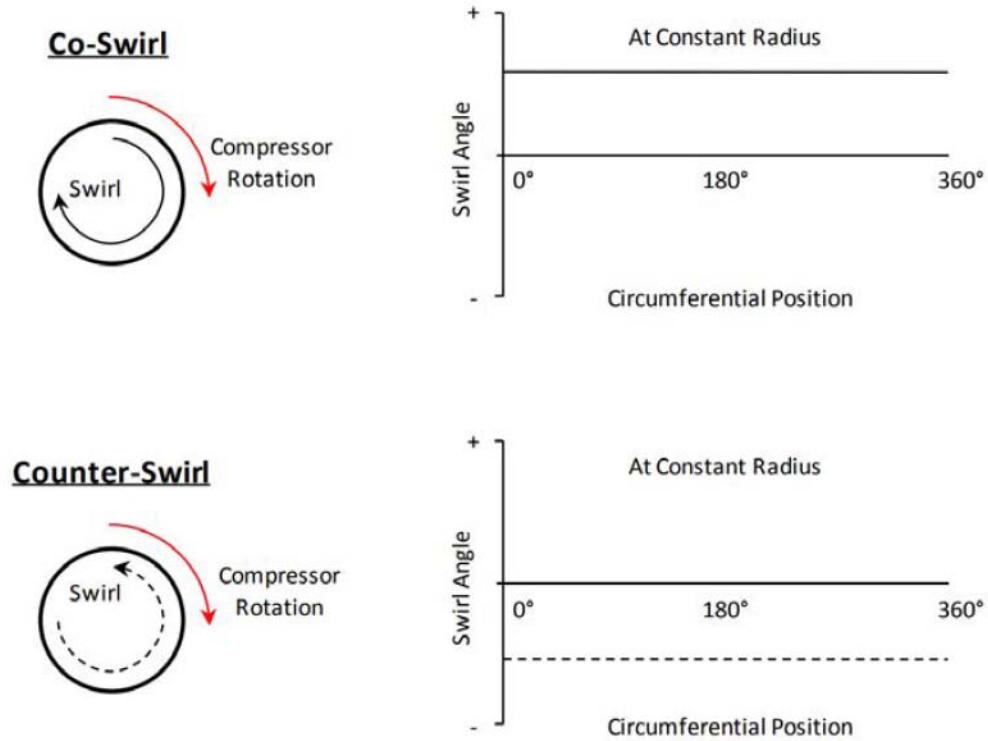 Co-Swirl
Swirl
Compressor
Rotation
+
At Constant Radius
Swirl Angle
0°
180°
360°
-
Circumferential Position
Counter-Swirl
Swirl
Compressor
Rotation
+
At Constant Radius
Swirl Angle
0°
180°
360°
-
Circumferential Position